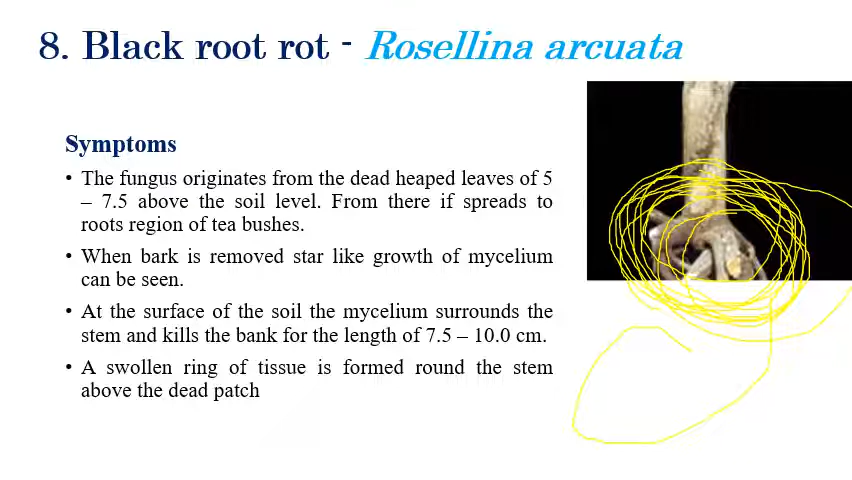 8. Black root rot - Rosellina arcuata
Symptoms
• The fungus originates from the dead heaped leaves of 5
– 7.5 above the soil level. From there if spreads to
roots region of tea bushes.
• When bark is removed star like growth of mycelium
can be seen.
• At the surface of the soil the mycelium surrounds the
stem and kills the bank for the length of 7.5 – 10.0 cm.
• A swollen ring of tissue is formed round the stem
above the dead patch